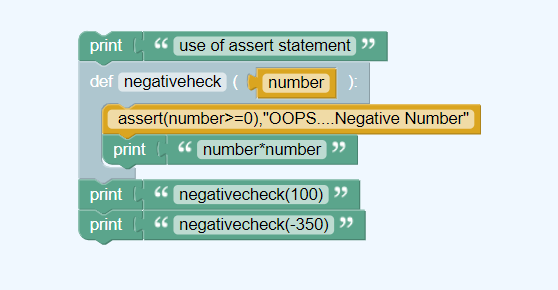 print “ use of assert statement ”
def negativeheck ( number ):
assert(number>=0),"OOPS....Negative Number"
print “ number*number ”
print “ negativecheck(100) ”
print “ negativecheck(-350) ”